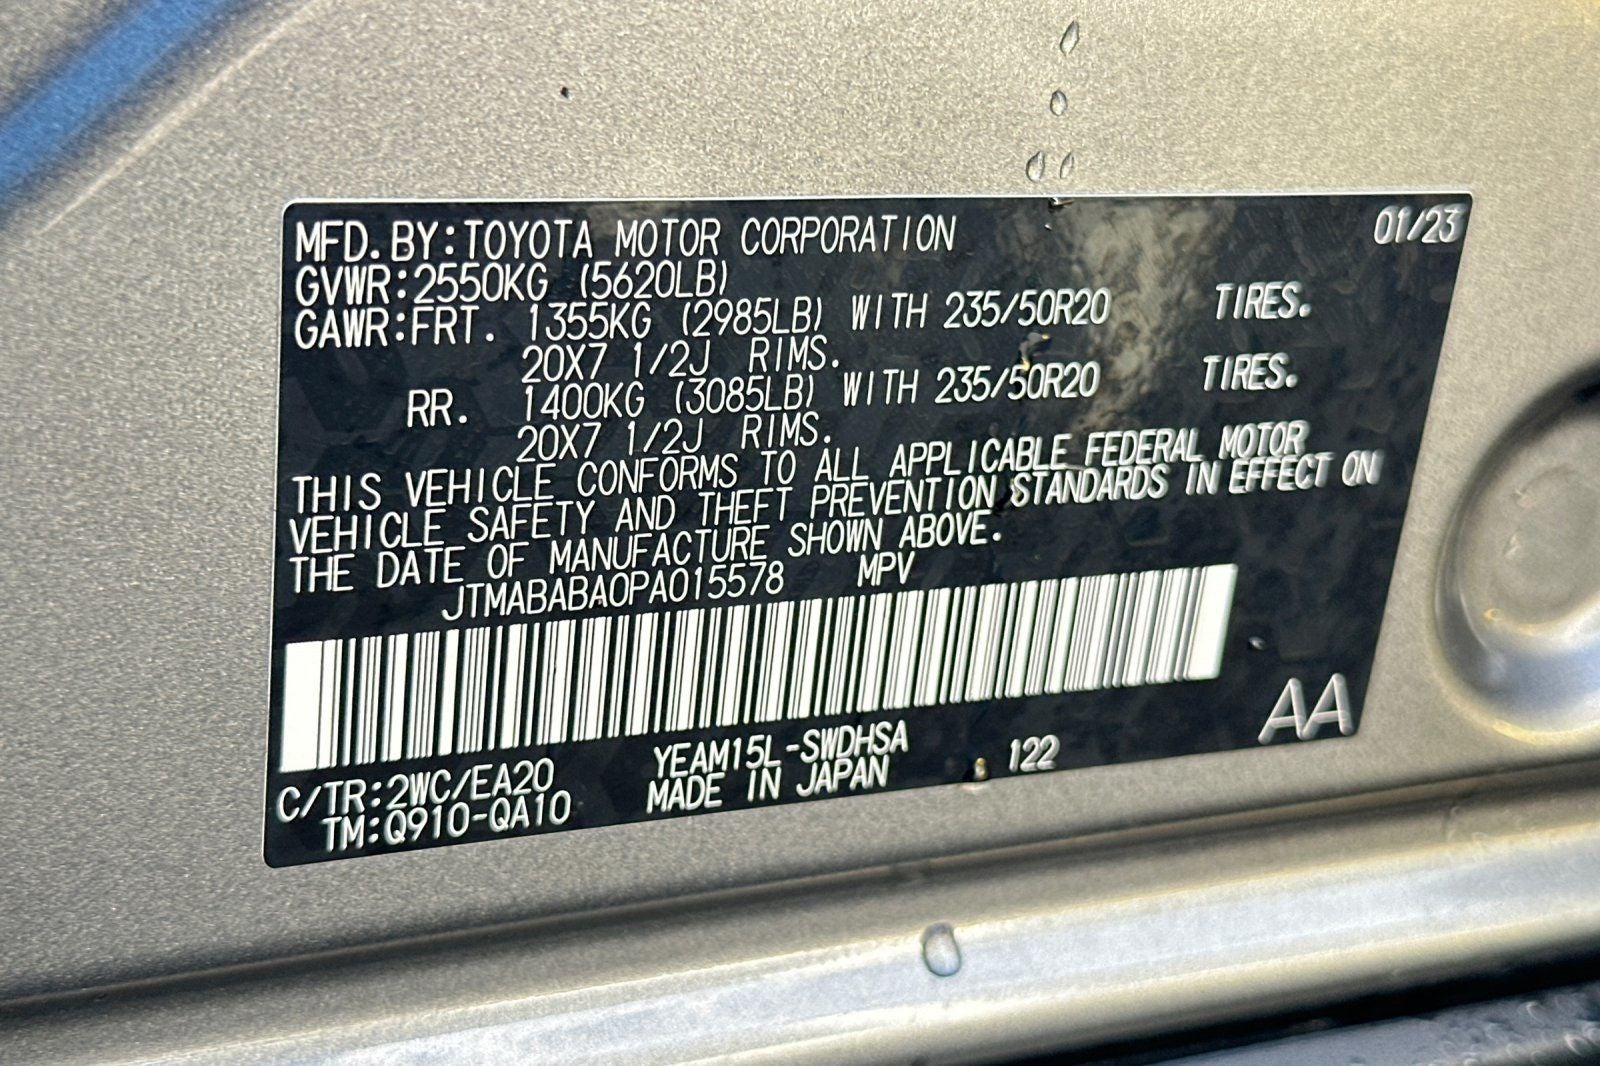 MFD.BY:TOYOTA MOTOR CORPORATION 01/23
GVWR:2550KG (5620LB)
GAWR:FRT. 1355KG (2985LB) WITH 235/50R20 TIRES.
20X7 1/2J RIMS.
RR. 1400KG (3085LB) WITH 235/50R20 TIRES.
20X7 1/2J RIMS.
THIS VEHICLE CONFORMS TO ALL APPLICABLE FEDERAL MOTOR
VEHICLE SAFETY AND THEFT PREVENTION STANDARDS IN EFFECT ON
THE DATE OF MANUFACTURE SHOWN ABOVE.
JTMABABA0PA015578 MPV
C/TR:2WC/EA20 YEAM15L-SWDHSA 122 AA
TM:Q910-QA10 MADE IN JAPAN